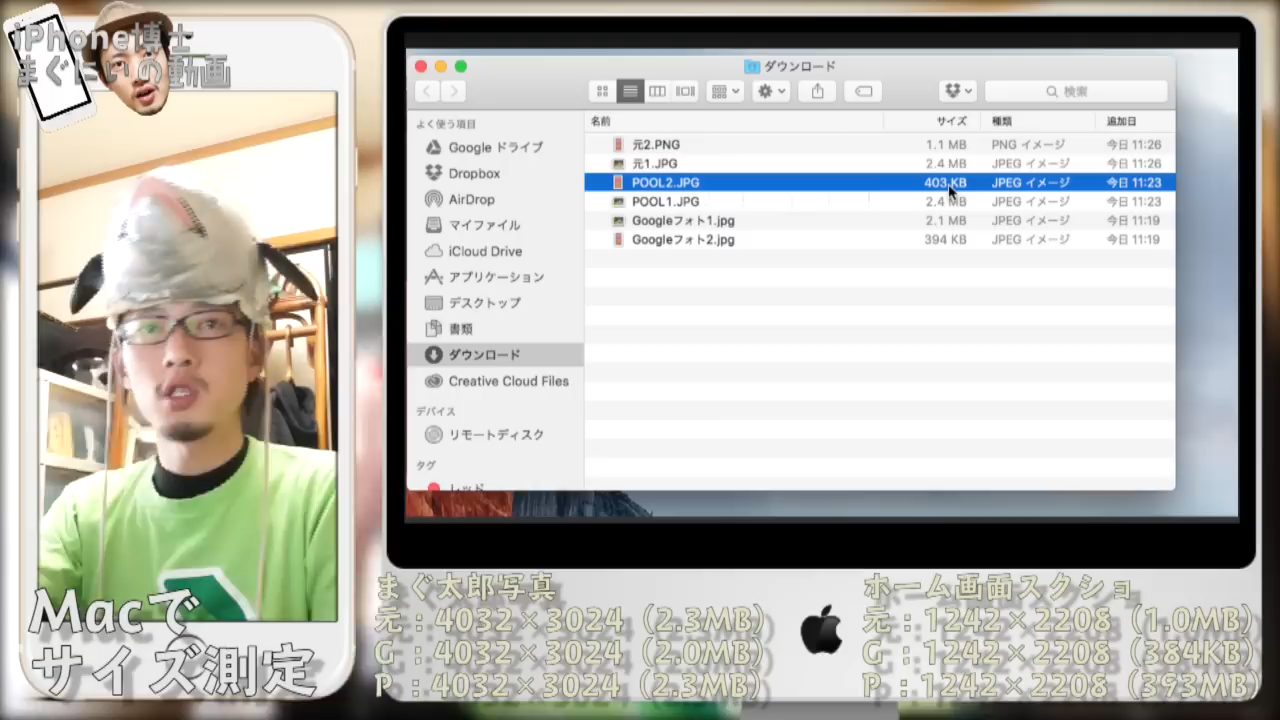 iPhone博士
まぐにぃの動画
ダウンロード
検索
よく使う項目
Google ドライブ
Dropbox
AirDrop
マイファイル
iCloud Drive
アプリケーション
デスクトップ
書類
ダウンロード
Creative Cloud Files
デバイス
リモートディスク
タグ
レッド
名前 サイズ 種類 追加日
元2.PNG 1.1 MB PNG イメージ 今日 11:26
元1.JPG 2.4 MB JPEG イメージ 今日 11:26
POOL2.JPG 403 KB JPEG イメージ 今日 11:23
POOL1.JPG 2.4 MB JPEG イメージ 今日 11:23
Googleフォト1.jpg 2.1 MB JPEG イメージ 今日 11:19
Googleフォト2.jpg 394 KB JPEG イメージ 今日 11:19
Macで
サイズ測定
まぐ太郎写真
元：4032×3024（2.3MB）
G：4032×3024（2.0MB）
P：4032×3024（2.3MB）
ホーム画面スクショ
元：1242×2208（1.0MB）
G：1242×2208（384KB）
P：1242×2208（393MB）